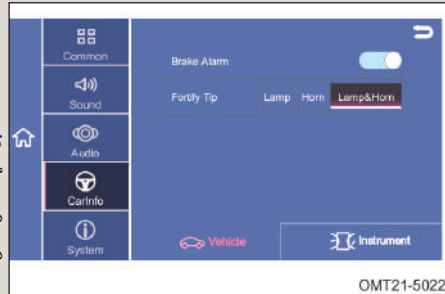 Common
Sound
Audio
CarInfo
System
Brake Alarm
Fortify Tip Lamp Horn Lamp&Horn
Vehicle Instrument
OMT21-5022